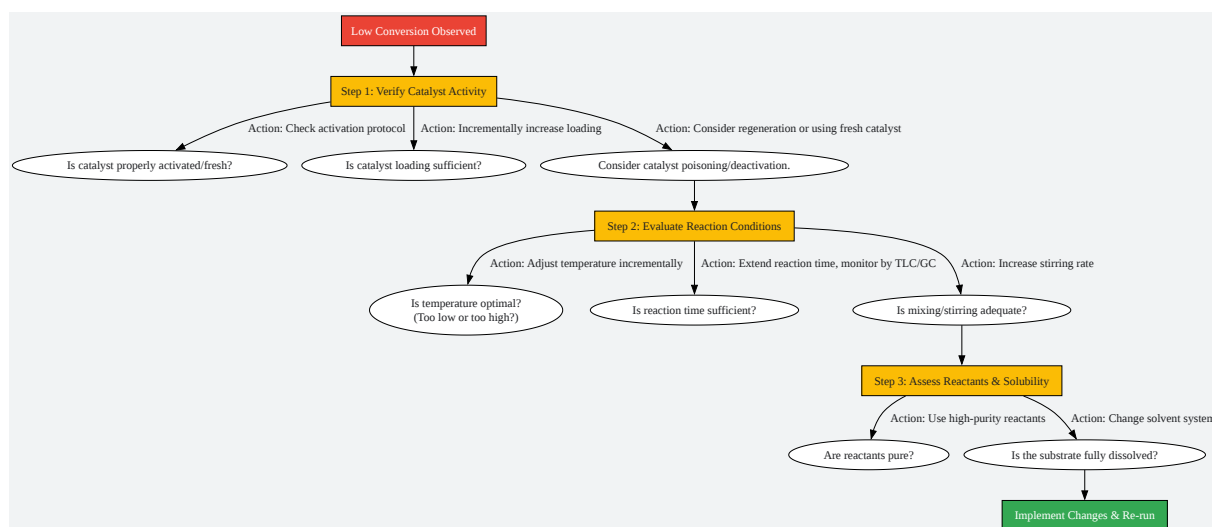 Low Conversion Observed
Step 1: Verify Catalyst Activity
Action: Check activation protocol
Action: Incrementally increase loading
Action: Consider regeneration or using fresh catalyst
Is catalyst properly activated/fresh?
Is catalyst loading sufficient?
Consider catalyst poisoning/deactivation.
Step 2: Evaluate Reaction Conditions
Action: Adjust temperature incrementally
Action: Extend reaction time, monitor by TLC/GC
Action: Increase stirring rate
Is temperature optimal?
(Too low or too high?)
Is reaction time sufficient?
Is mixing/stirring adequate?
Step 3: Assess Reactants & Solubility
Action: Use high-purity reactants
Action: Change solvent system
Are reactants pure?
Is the substrate fully dissolved?
Implement Changes & Re-run